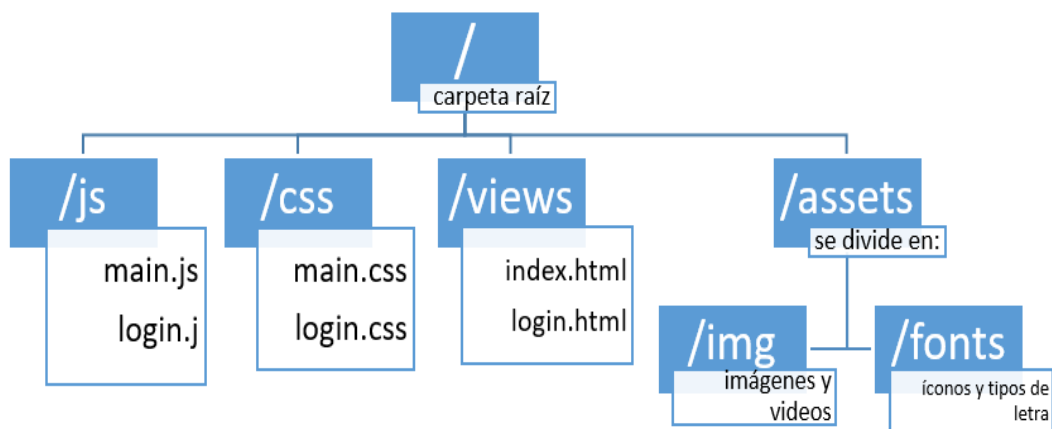 /
carpeta raíz
/js
main.js
login.j
/css
main.css
login.css
/views
index.html
login.html
/assets
se divide en:
/img
imágenes y
videos
/fonts
íconos y tipos de
letra